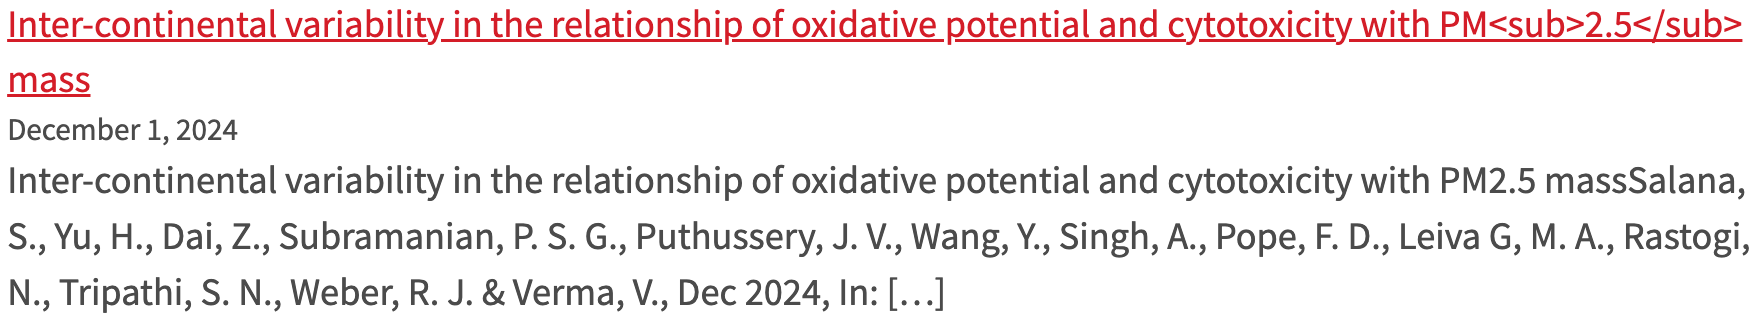 Inter-continental variability in the relationship of oxidative potential and cytotoxicity with PM<sub>2.5</sub>
mass
December 1, 2024
Inter-continental variability in the relationship of oxidative potential and cytotoxicity with PM2.5 massSalana,
S., Yu, H., Dai, Z., Subramanian, P. S. G., Puthussery, J. V., Wang, Y., Singh, A., Pope, F. D., Leiva G, M. A., Rastogi,
N., Tripathi, S. N., Weber, R. J. & Verma, V., Dec 2024, In: […]